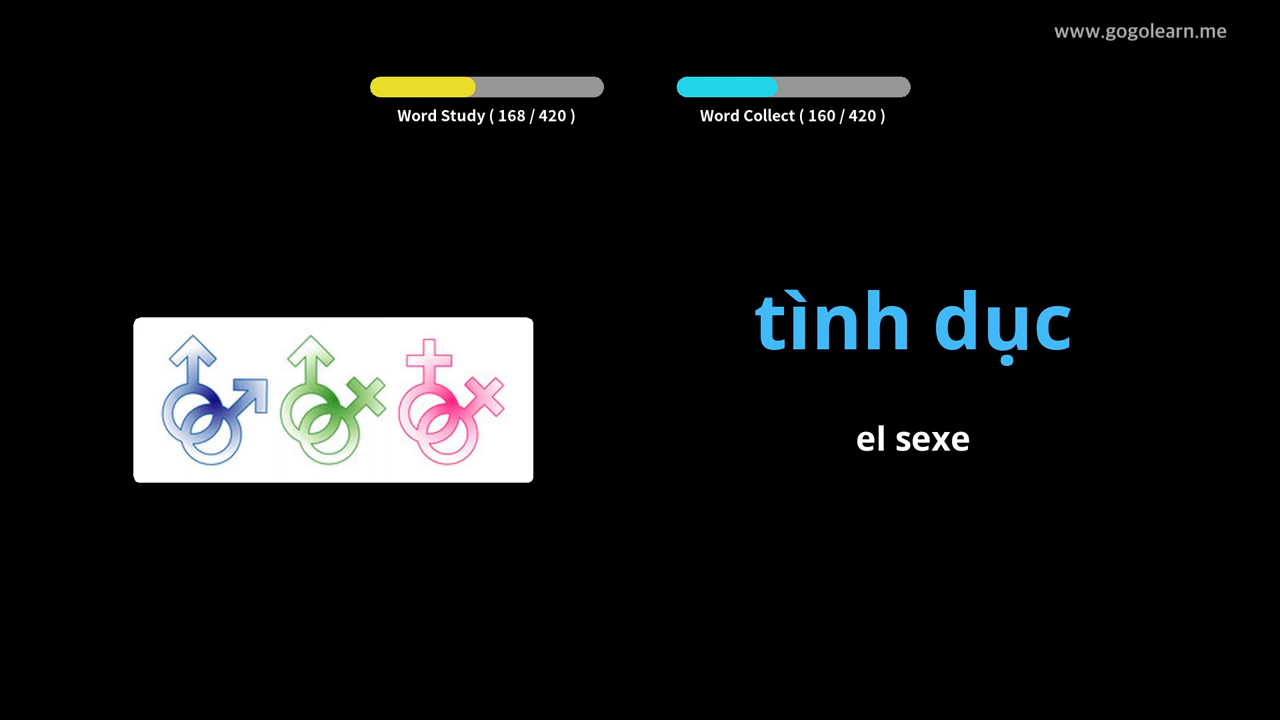 www.gogolearn.me
Word Study ( 168 / 420 )
Word Collect ( 160 / 420 )
tình dục
el sexe